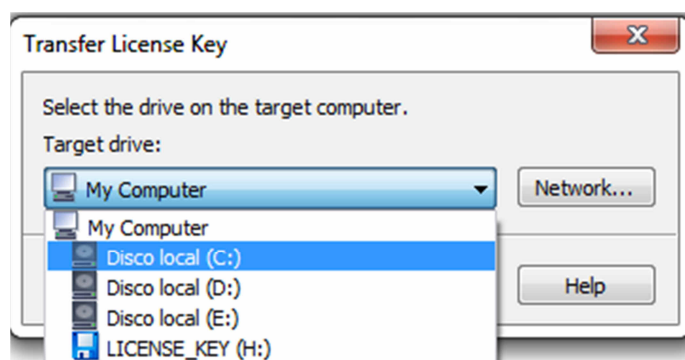 Transfer License Key
Select the drive on the target computer.
Target drive:
My Computer
Network...
My Computer
Disco local (C:)
Disco local (D:)
Help
Disco local (E:)
LICENSE_KEY (H:)